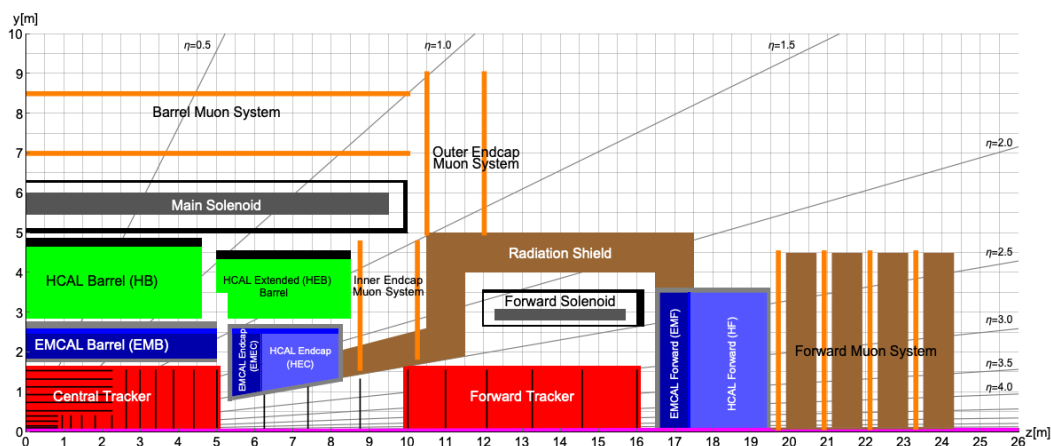 y[m]
10
9
8
7
6
5
4
3
2
1
0
η=0.5
η=1.0
η=1.5
η=2.0
η=2.5
η=3.0
η=3.5
η=4.0
Barrel Muon System
Outer Endcap
Muon System
Main Solenoid
Radiation Shield
HCAL Barrel (HB)
HCAL Extended (HEB)
Barrel
Inner Endcap
Muon System
Forward Solenoid
EMCAL Barrel (EMB)
EMCAL Endcap
(EMEC)
HCAL Endcap
(HEC)
EMCAL Forward (EMF)
HCAL Forward (HF)
Forward Muon System
Central Tracker
Forward Tracker
0 1 2 3 4 5 6 7 8 9 10 11 12 13 14 15 16 17 18 19 20 21 22 23 24 25 26
z[m]